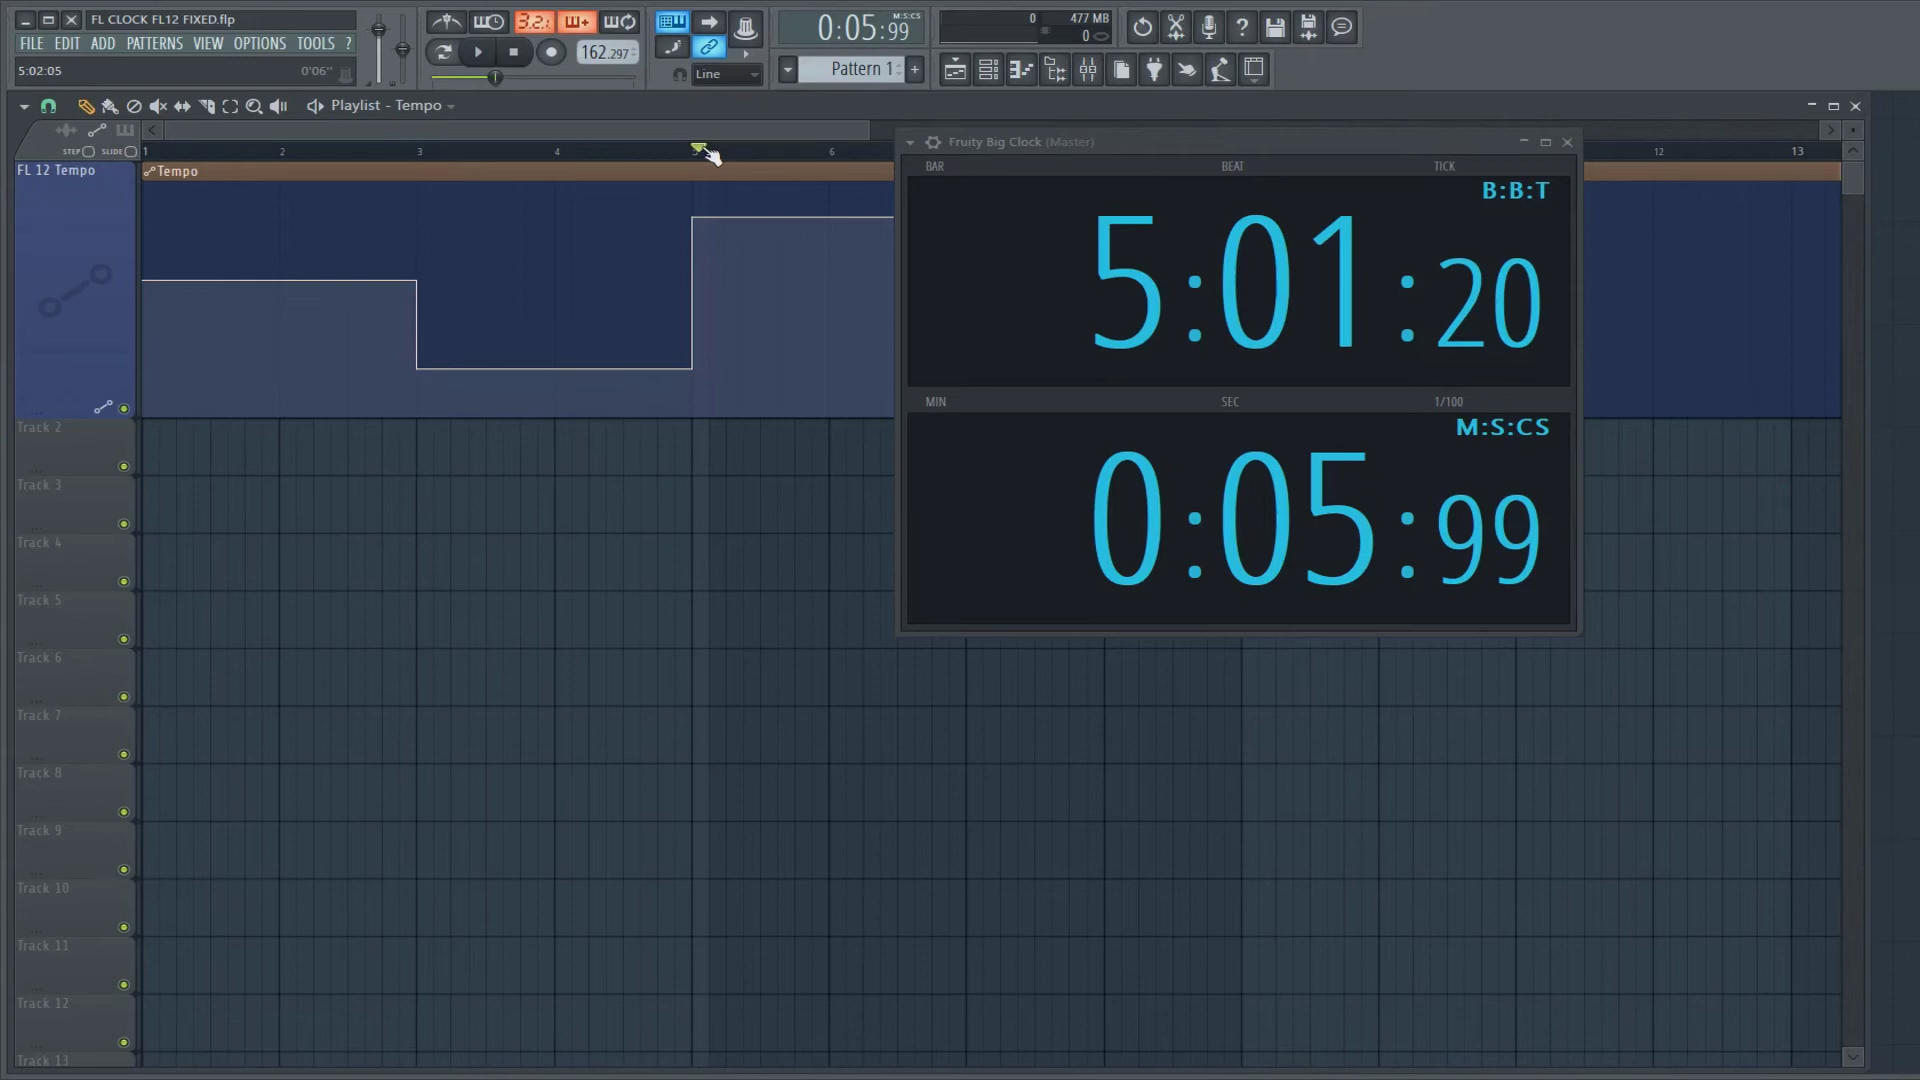 FL CLOCK FL12 FIXED.flp
FILE EDIT ADD PATTERNS VIEW OPTIONS TOOLS ?
5:02:05 0'06"
3.2.
162.297
Line
0:05:99
M:S:CS
Pattern 1
0 477 MB
0
Playlist - Tempo
STEP SLIDE
1 2 3 4 5 6 12 13
FL 12 Tempo
Tempo
Fruity Big Clock (Master)
BAR BEAT TICK
B:B:T
5:01:20
MIN SEC 1/100
M:S:CS
0:05:99
Track 2
Track 3
Track 4
Track 5
Track 6
Track 7
Track 8
Track 9
Track 10
Track 11
Track 12
Track 13